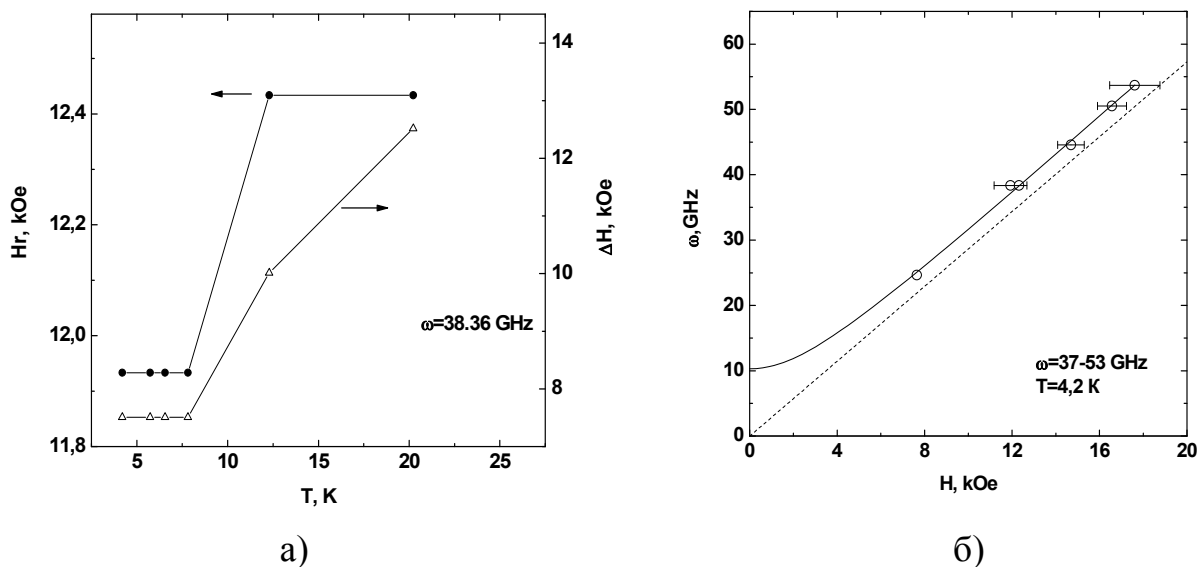 14
12,4
12
12,2
10
12,0
8
11,8
5
10
15
20
25
Hr, kOe
ΔH, kOe
T, K
ω=38.36 GHz
a)
60
50
40
30
20
10
0
0
4
8
12
16
20
ω,GHz
H, kOe
ω=37-53 GHz
T=4,2 K
б)